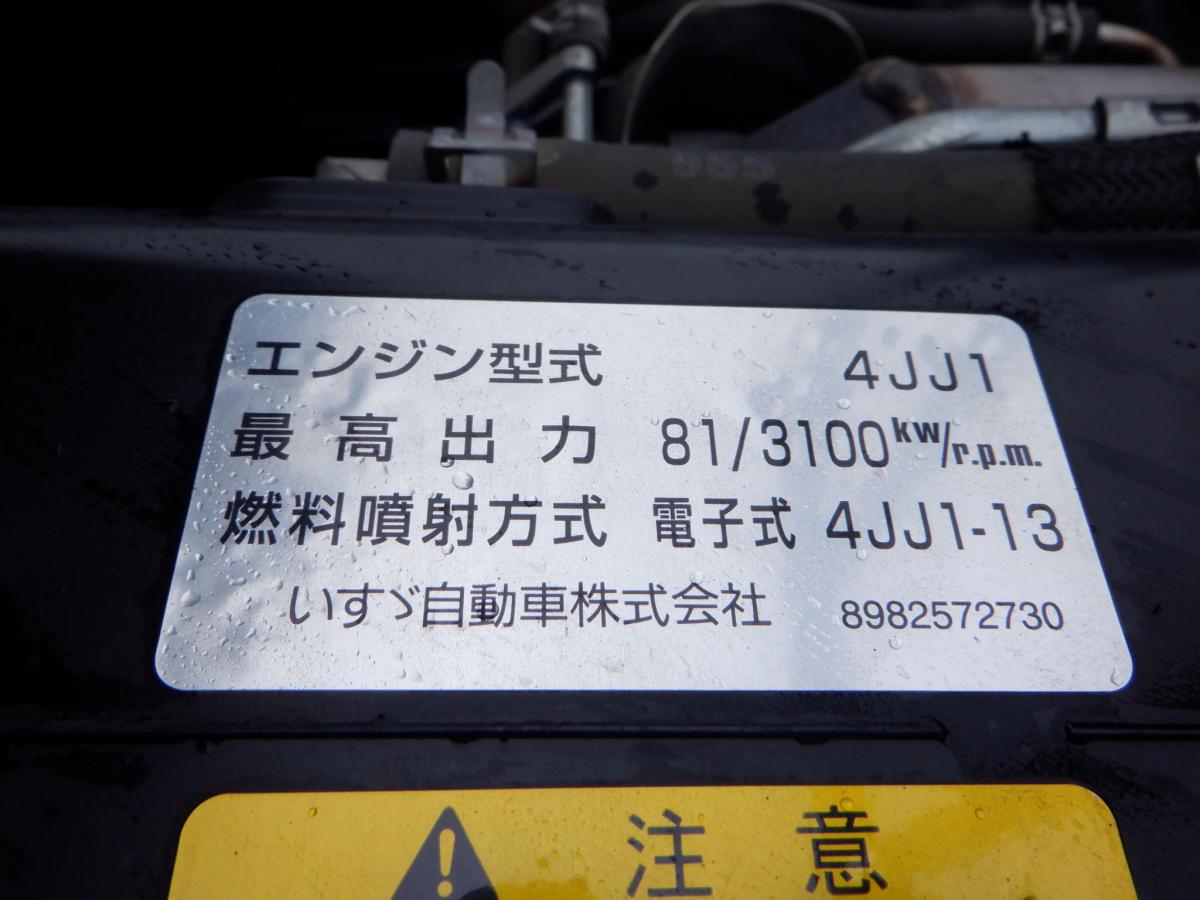 955
エンジン型式 4JJ1
最高出力 81/3100kW/r.p.m.
燃料噴射方式 電子式 4JJ1-13
いすゞ自動車株式会社 8982572730
注意